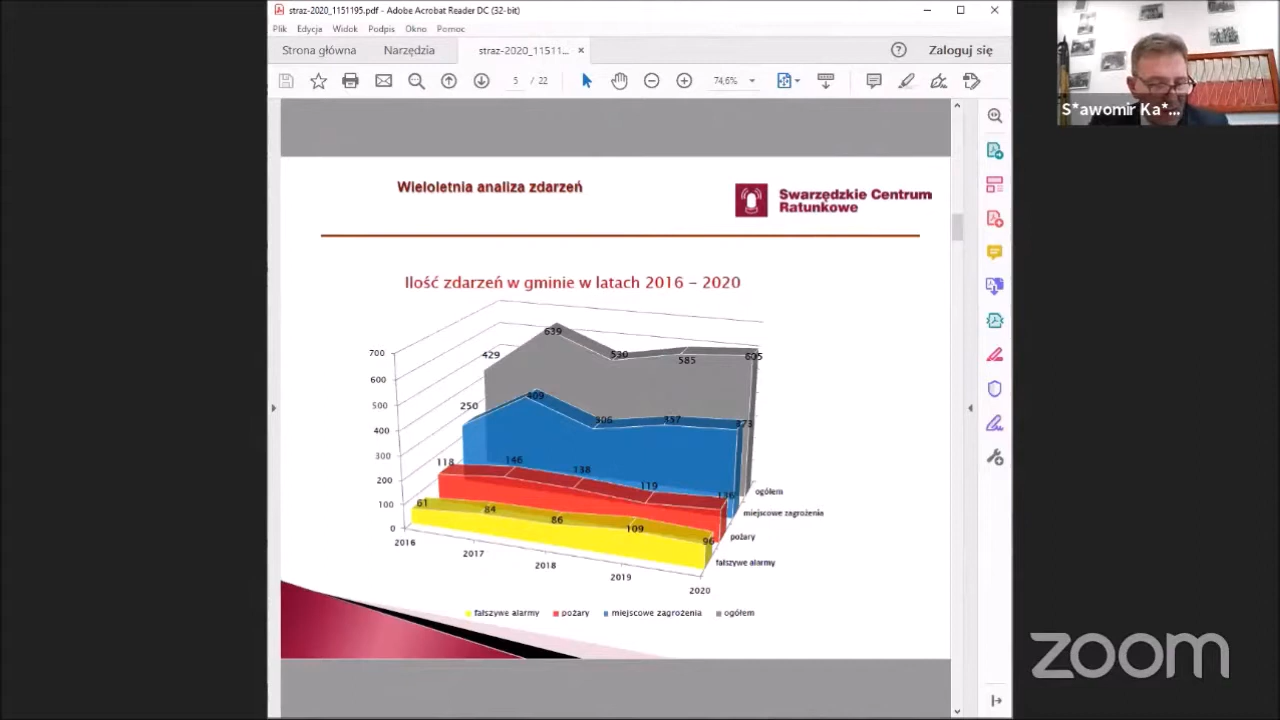 straz-2020_1151195.pdf - Adobe Acrobat Reader DC (32-bit)
Plik Edycja Widok Podpis Okno Pomoc
Strona główna Narzędzia straz-2020_11511... × Zaloguj się
5 / 22 74,6%
S*awomir Ka*...
Wieloletnia analiza zdarzeń
Swarzędzkie Centrum
Ratunkowe
Ilość zdarzeń w gminie w latach 2016 – 2020
700
600
500
400
300
200
100
0
429 639 530 585 605
250 409 306 357 373
118 146 138 119 136
61 84 86 109 96
2016 2017 2018 2019 2020
ogółem
miejscowe zagrożenia
pożary
fałszywe alarmy
fałszywe alarmy pożary miejscowe zagrożenia ogółem
zoom